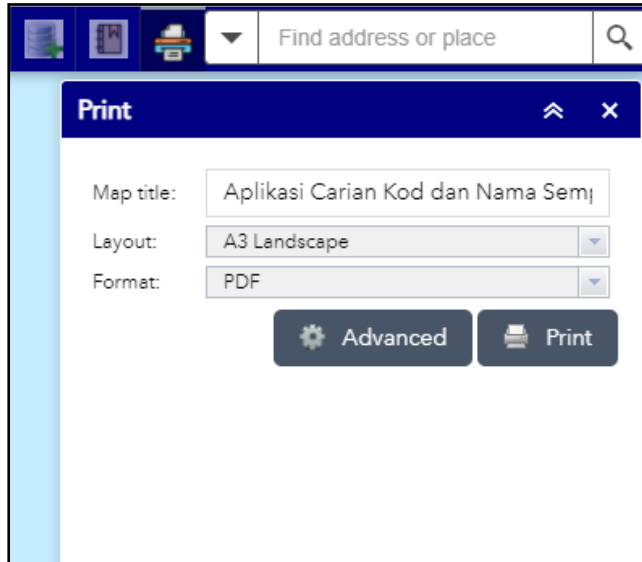 Find address or place
Print
Map title: Aplikasi Carian Kod dan Nama
Layout: A3 Landscape
Format: PDF
Advanced Print